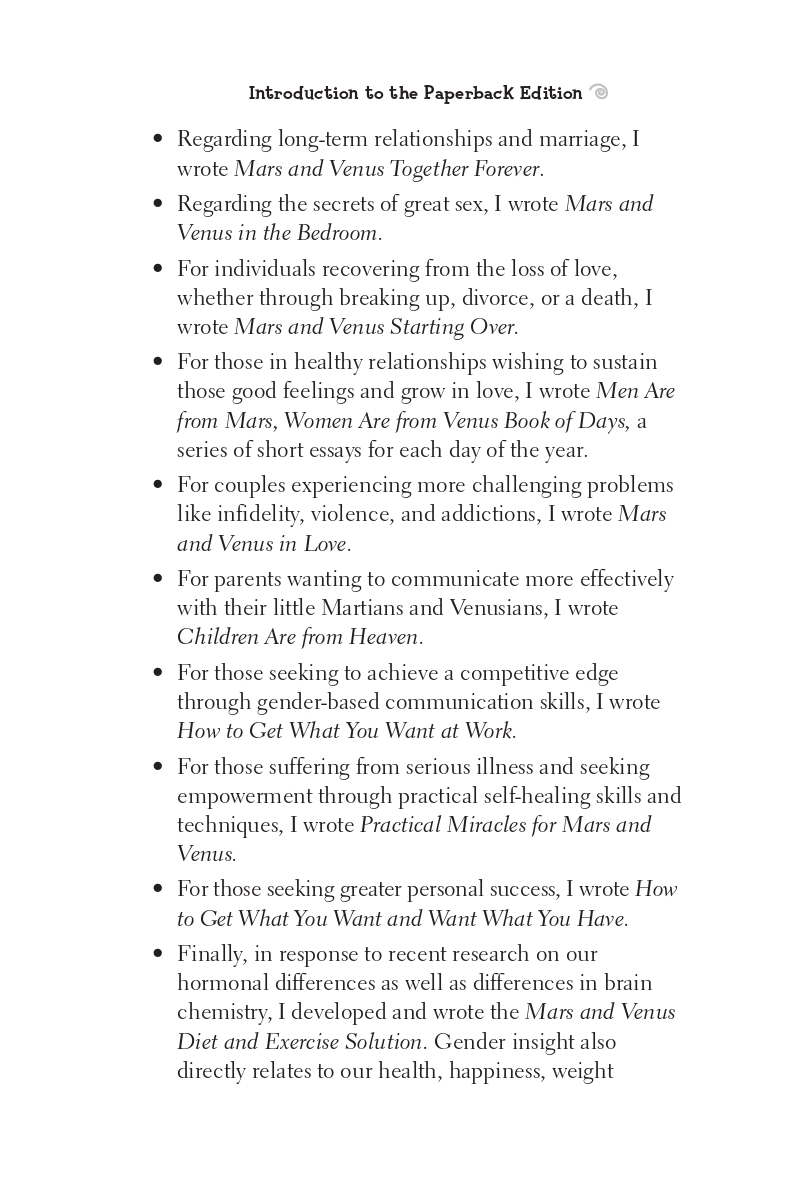 Introduction to the Paperback Edition
• Regarding long-term relationships and marriage, I
wrote Mars and Venus Together Forever.
• Regarding the secrets of great sex, I wrote Mars and
Venus in the Bedroom.
• For individuals recovering from the loss of love,
whether through breaking up, divorce, or a death, I
wrote Mars and Venus Starting Over.
• For those in healthy relationships wishing to sustain
those good feelings and grow in love, I wrote Men Are
from Mars, Women Are from Venus Book of Days, a
series of short essays for each day of the year.
• For couples experiencing more challenging problems
like infidelity, violence, and addictions, I wrote Mars
and Venus in Love.
• For parents wanting to communicate more effectively
with their little Martians and Venusians, I wrote
Children Are from Heaven.
• For those seeking to achieve a competitive edge
through gender-based communication skills, I wrote
How to Get What You Want at Work.
• For those suffering from serious illness and seeking
empowerment through practical self-healing skills and
techniques, I wrote Practical Miracles for Mars and
Venus.
• For those seeking greater personal success, I wrote How
to Get What You Want and Want What You Have.
• Finally, in response to recent research on our
hormonal differences as well as differences in brain
chemistry, I developed and wrote the Mars and Venus
Diet and Exercise Solution. Gender insight also
directly relates to our health, happiness, weight